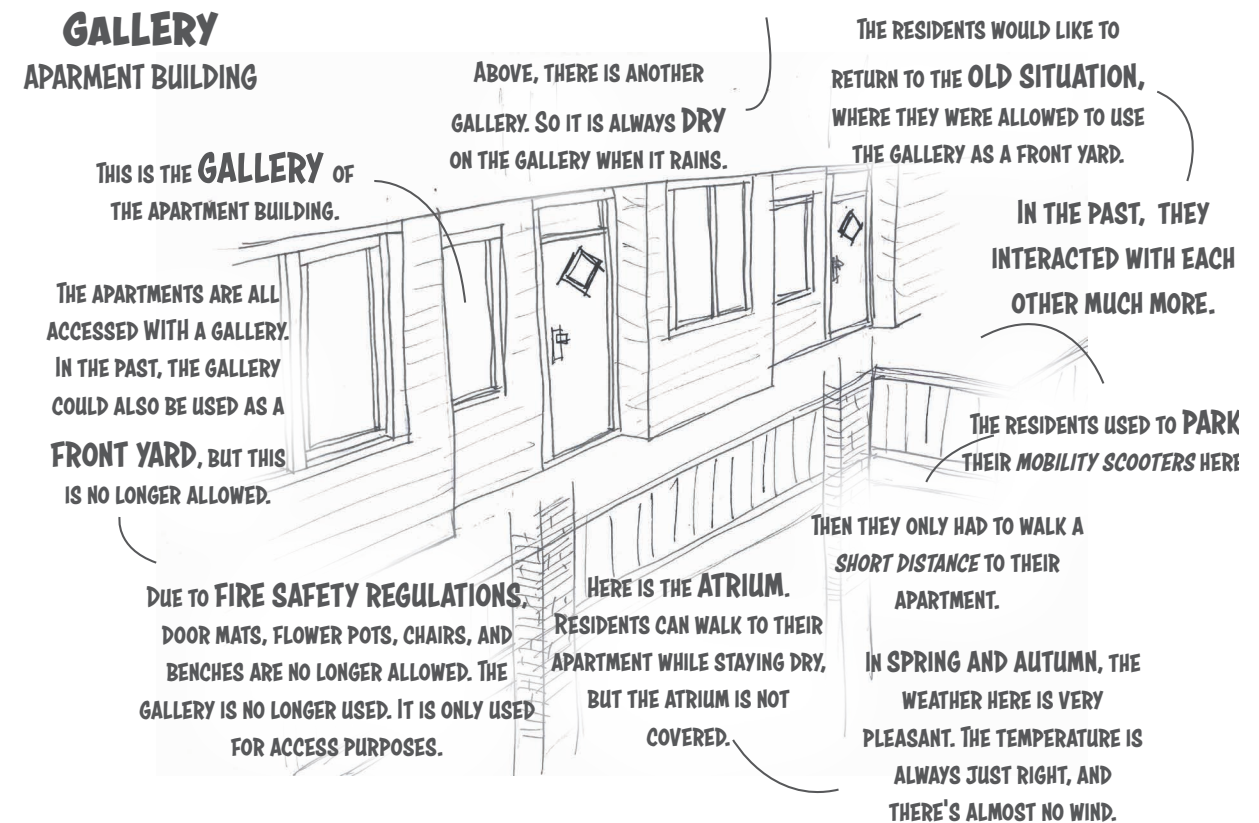 GALLERY
APARMENT BUILDING
THIS IS THE GALLERY OF
THE APARTMENT BUILDING.
ABOVE, THERE IS ANOTHER
GALLERY. SO IT IS ALWAYS DRY
ON THE GALLERY WHEN IT RAINS.
THE RESIDENTS WOULD LIKE TO
RETURN TO THE OLD SITUATION,
WHERE THEY WERE ALLOWED TO USE
THE GALLERY AS A FRONT YARD.
IN THE PAST, THEY
INTERACTED WITH EACH
OTHER MUCH MORE.
THE APARTMENTS ARE ALL
ACCESSED WITH A GALLERY.
IN THE PAST, THE GALLERY
COULD ALSO BE USED AS A
FRONT YARD, BUT THIS
IS NO LONGER ALLOWED.
THE RESIDENTS USED TO PARK
THEIR MOBILITY SCOOTERS HERE
THEN THEY ONLY HAD TO WALK A
SHORT DISTANCE TO THEIR
APARTMENT.
DUE TO FIRE SAFETY REGULATIONS,
DOOR MATS, FLOWER POTS, CHAIRS, AND
BENCHES ARE NO LONGER ALLOWED. THE
GALLERY IS NO LONGER USED. IT IS ONLY USED
FOR ACCESS PURPOSES.
HERE IS THE ATRIUM.
RESIDENTS CAN WALK TO THEIR
APARTMENT WHILE STAYING DRY,
BUT THE ATRIUM IS NOT
COVERED.
IN SPRING AND AUTUMN, THE
WEATHER HERE IS VERY
PLEASANT. THE TEMPERATURE IS
ALWAYS JUST RIGHT, AND
THERE'S ALMOST NO WIND.